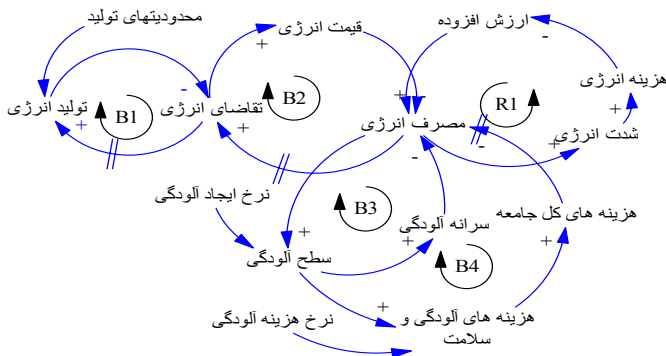 محدودیتهای تولید
قیمت انرژی
ارزش افزوده
هزینه انرژی
تولید انرژی
B1
تقاضای انرژی
B2
مصرف انرژی
R1
شدت انرژی
نرخ ایجاد آلودگی
B3
سرانه آلودگی
هزینه های کل جامعه
سطح آلودگی
B4
نرخ هزینه آلودگی
هزینه های آلودگی و
سلامت